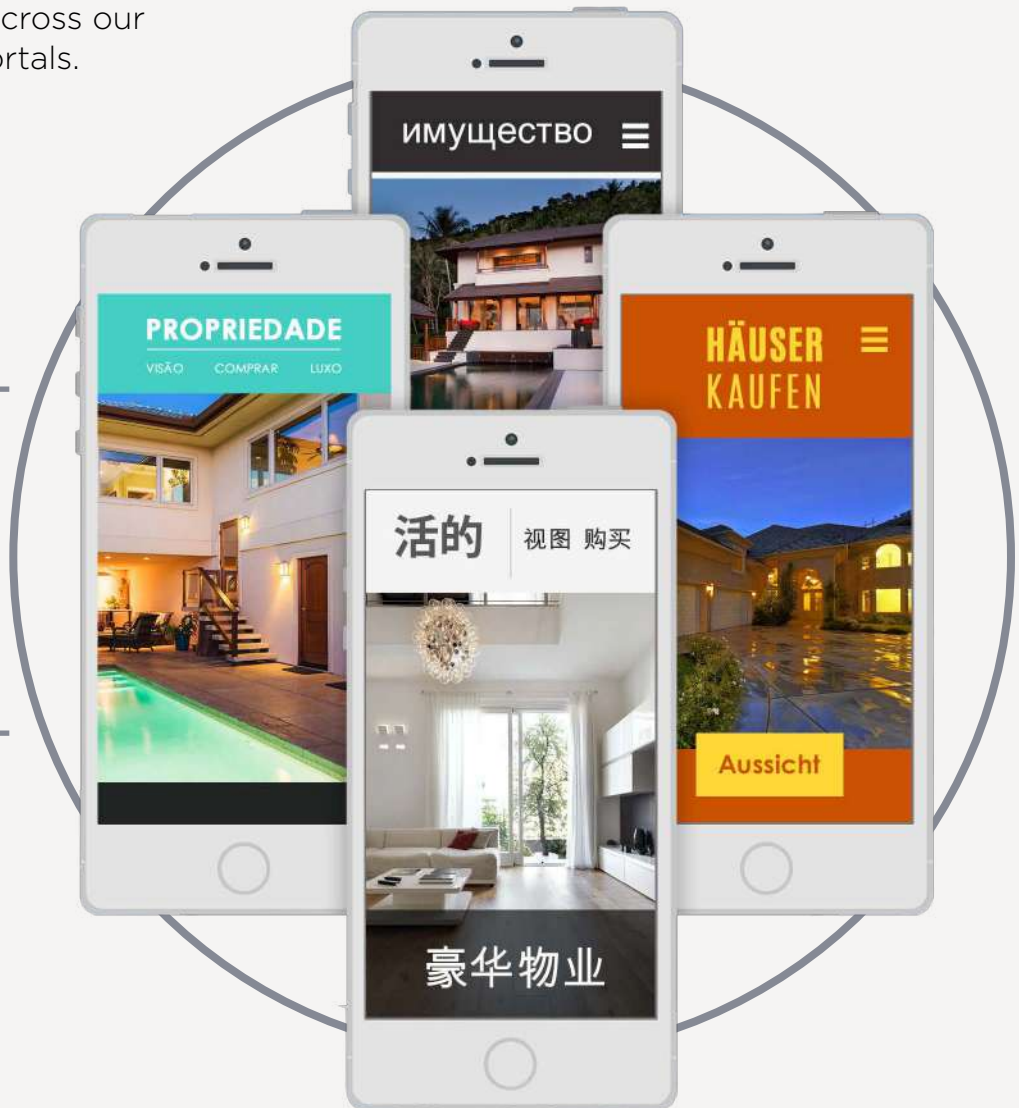 cross our
ortals.
имущество
PROPRIEDADE
VISÃO COMPRAR LUXO
HÄUSER
KAUFEN
活的 视图 购买
Aussicht
豪华物业